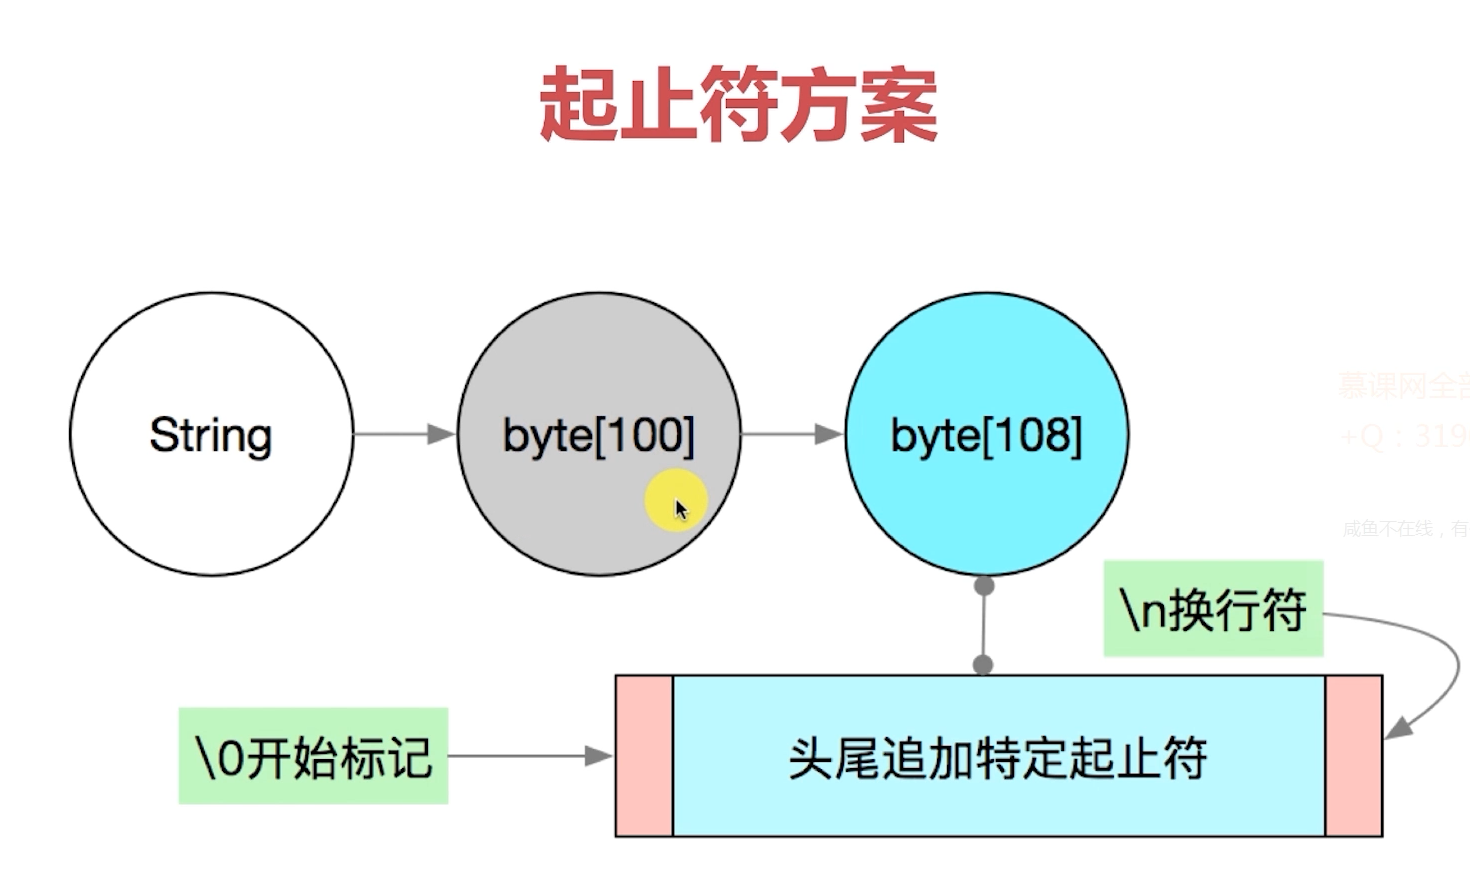 起止符方案
String
byte[100]
byte[108]
慕课网全
+Q：319
咸鱼不在线，有
\n换行符
\0开始标记
头尾追加特定起止符